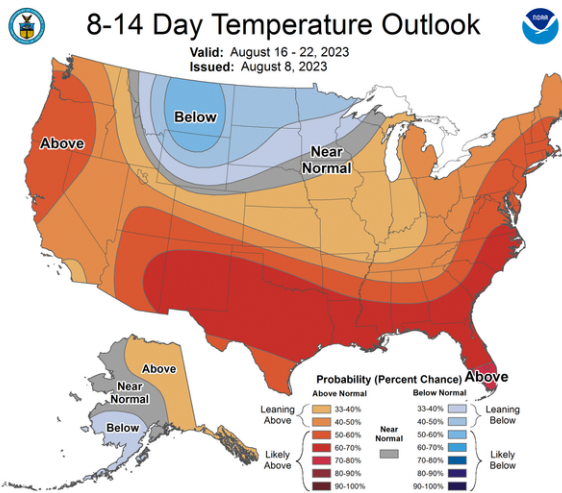 8-14 Day Temperature Outlook
Valid: August 16 - 22, 2023
Issued: August 8, 2023
NOAA
Below
Above
Near
Normal
Above
Near
Normal
Below
Above
Probability (Percent Chance)
Above Normal
Below Normal
Leaning
Above
33-40%
40-50%
Likely
Above
50-60%
60-70%
70-80%
80-90%
90-100%
Near
Normal
33-40%
40-50%
Leaning
Below
50-60%
60-70%
70-80%
80-90%
90-100%
Likely
Below